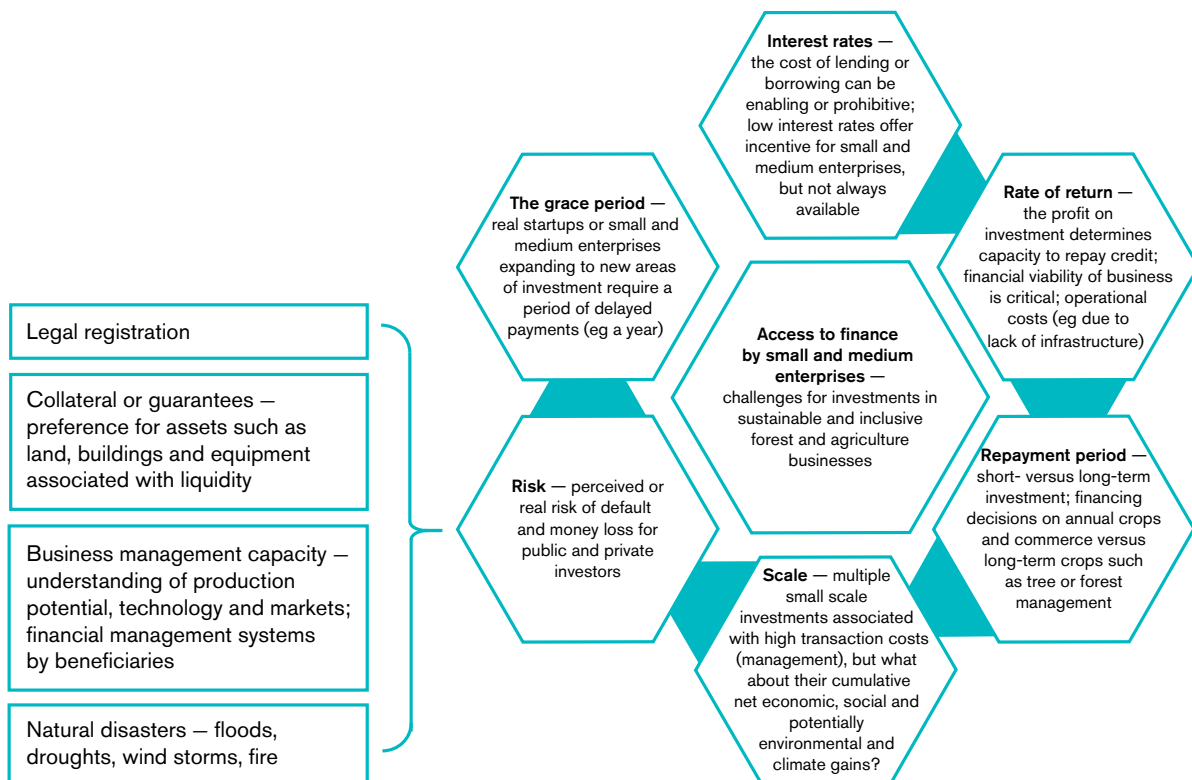 Interest rates —
the cost of lending or
borrowing can be
enabling or prohibitive;
low interest rates offer
incentive for small and
medium enterprises,
but not always
available
The grace period —
real startups or small and
medium enterprises
expanding to new areas
of investment require a
period of delayed
payments (eg a year)
Rate of return —
the profit on
investment determines
capacity to repay credit;
financial viability of business
is critical; operational
costs (eg due to
lack of infrastructure)
Access to finance
by small and medium
enterprises —
challenges for investments in
sustainable and inclusive
forest and agriculture
businesses
Legal registration
Collateral or guarantees —
preference for assets such as
land, buildings and equipment
associated with liquidity
Business management capacity —
understanding of production
potential, technology and markets;
financial management systems
by beneficiaries
Natural disasters — floods,
droughts, wind storms, fire
Risk — perceived or
real risk of default
and money loss for
public and private
investors
Repayment period —
short- versus long-term
investment; financing
decisions on annual crops
and commerce versus
long-term crops such
as tree or forest
management
Scale — multiple
small scale
investments associated
with high transaction costs
(management), but what
about their cumulative
net economic, social and
potentially
environmental and
climate gains?